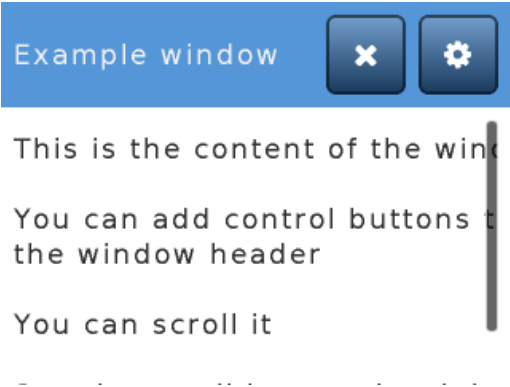 Example window
This is the content of the
You can add control buttons
the window header
You can scroll it